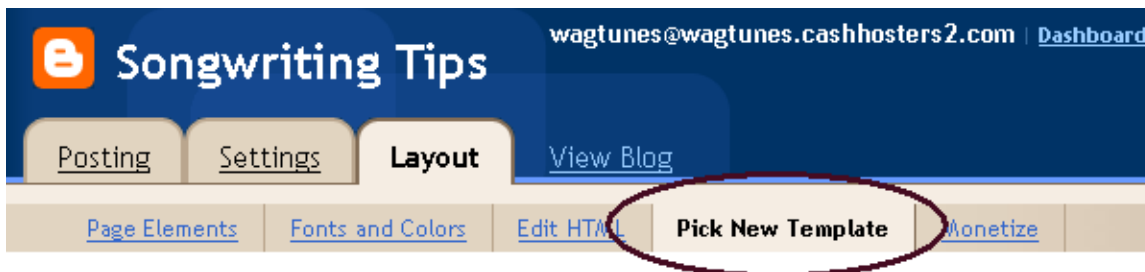 wagtunes@wagtunes.cashhosters2.com | Dashboard
Songwriting Tips
Posting Settings Layout View Blog
Page Elements Fonts and Colors Edit HTML Pick New Template Monetize